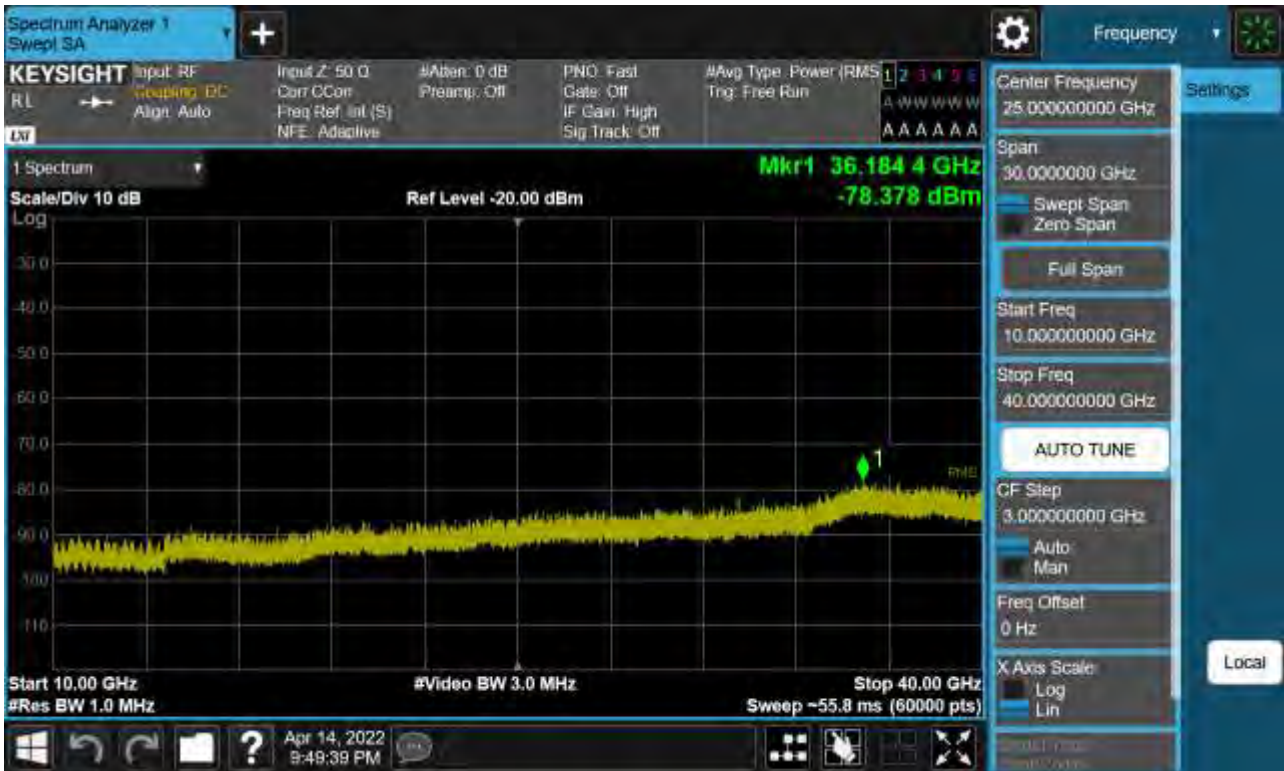 Spectrum Analyzer 1
Swept SA
+
Frequency
KEYSIGHT
RL
LXI
Input: RF
Coupling: DC
Align: Auto
Input Z: 50 Ω
Corr CCorr
Freq Ref: Int (S)
NFE: Adaptive
#Atten: 0 dB
Preamp: Off
PNO: Fast
Gate: Off
IF Gain: High
Sig Track: Off
#Avg Type: Power (RMS
Trig: Free Run
1 2 3 4 5 6
A W W W W W
A A A A A A
1 Spectrum
Scale/Div 10 dB
Ref Level -20.00 dBm
Mkr1 36.184 4 GHz
-78.378 dBm
Log
-30.0
-40.0
-50.0
-60.0
-70.0
-80.0
-90.0
-100
-110
1
RMS
Start 10.00 GHz
#Video BW 3.0 MHz
Stop 40.00 GHz
#Res BW 1.0 MHz
Sweep ~55.8 ms (60000 pts)
?
Apr 14, 2022
9:49:39 PM
Center Frequency
25.000000000 GHz
Settings
Span
30.0000000 GHz
Swept Span
Zero Span
Full Span
Start Freq
10.000000000 GHz
Stop Freq
40.000000000 GHz
AUTO TUNE
CF Step
3.000000000 GHz
Auto
Man
Freq Offset
0 Hz
X Axis Scale
Log
Lin
Local